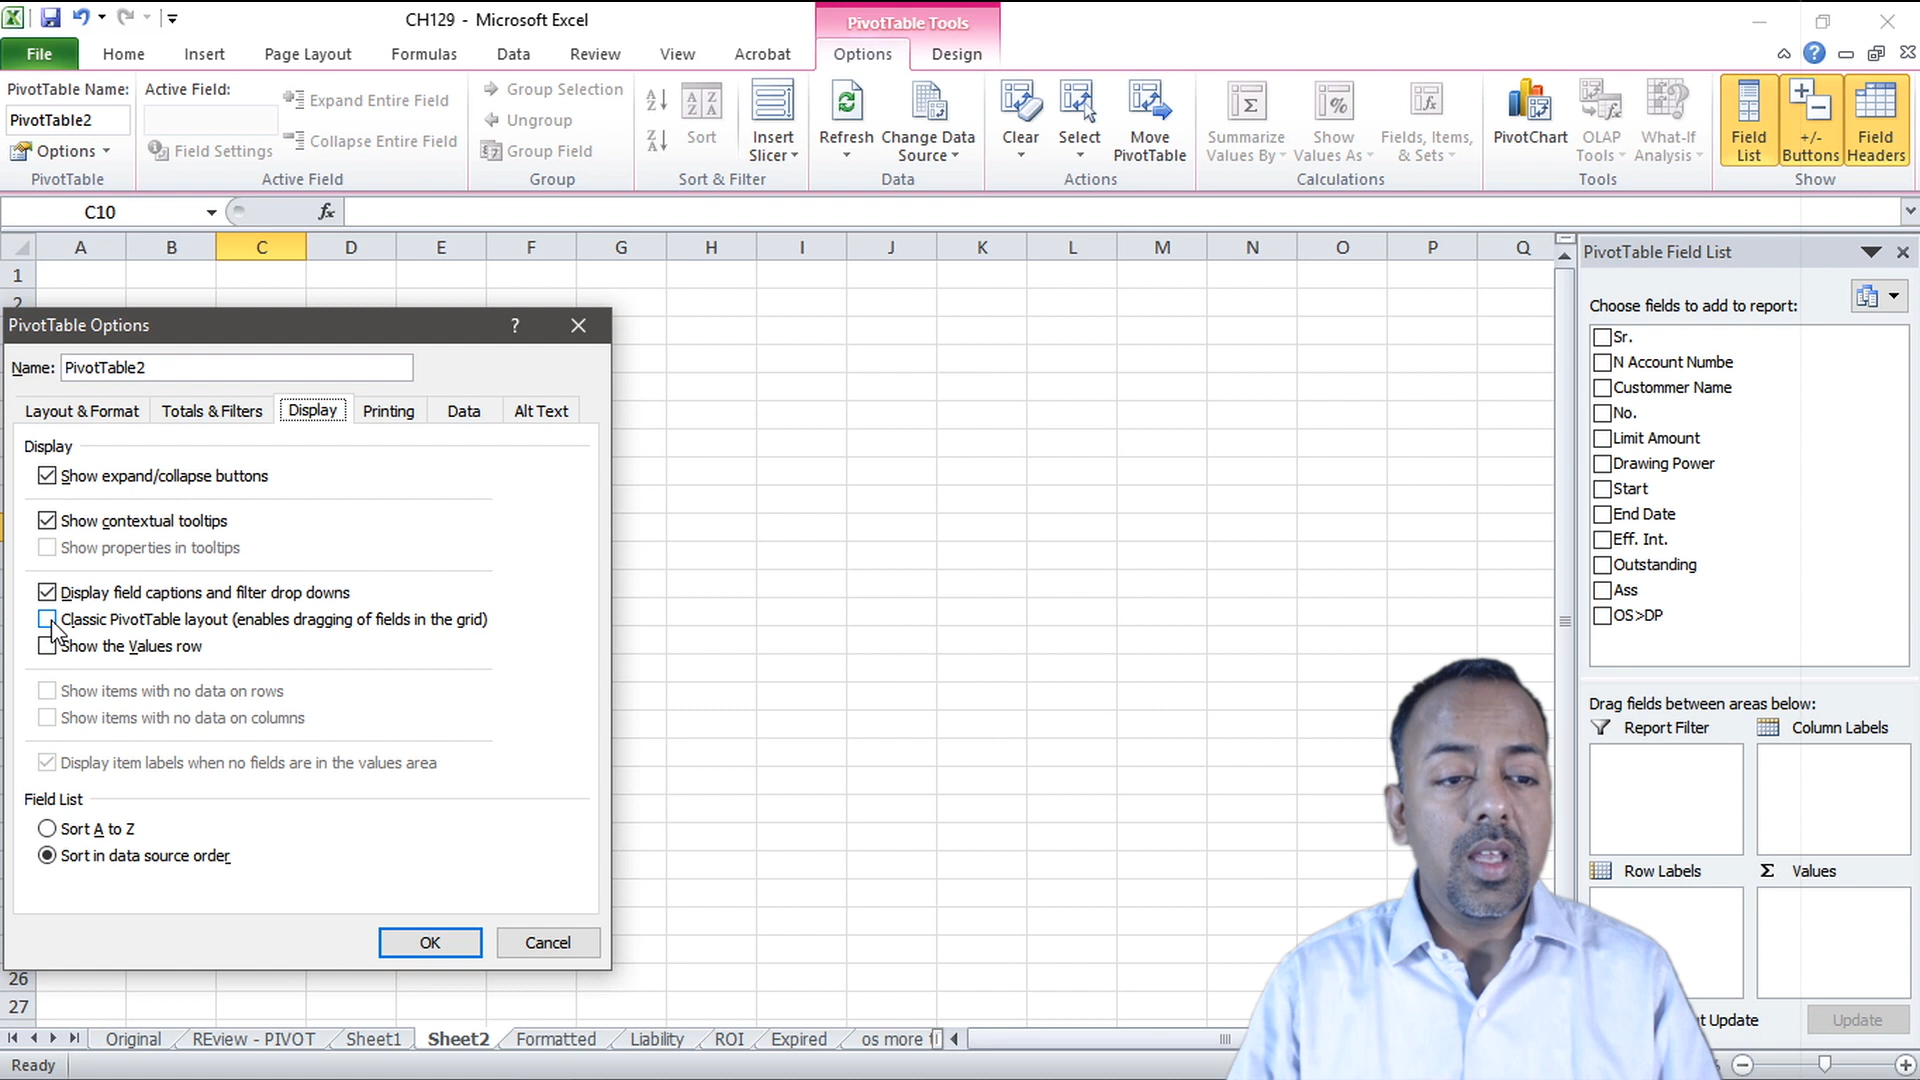 CH129 - Microsoft Excel
PivotTable Tools
File Home Insert Page Layout Formulas Data Review View Acrobat Options Design
PivotTable Name:
PivotTable2
Options
PivotTable
Active Field:
Field Settings
Expand Entire Field
Collapse Entire Field
Active Field
Group Selection
Ungroup
Group Field
Group
Sort
Insert
Slicer
Sort & Filter
Refresh
Change Data
Source
Data
Clear
Select
Move
PivotTable
Actions
Summarize
Values By
Show
Values As
Fields, Items,
& Sets
Calculations
PivotChart
OLAP
Tools
What-If
Analysis
Tools
Field
List
+/-
Buttons
Field
Headers
Show
C10
fx
A B C D E F G H I J K L M N O P Q
1
2
26
27
PivotTable Options
?
Name: PivotTable2
Layout & Format Totals & Filters Display Printing Data Alt Text
Display
Show expand/collapse buttons
Show contextual tooltips
Show properties in tooltips
Display field captions and filter drop downs
Classic PivotTable layout (enables dragging of fields in the grid)
Show the Values row
Show items with no data on rows
Show items with no data on columns
Display item labels when no fields are in the values area
Field List
Sort A to Z
Sort in data source order
OK Cancel
PivotTable Field List
Choose fields to add to report:
Sr.
N Account Numbe
Custommer Name
No.
Limit Amount
Drawing Power
Start
End Date
Eff. Int.
Outstanding
Ass
OS>DP
Drag fields between areas below:
Report Filter Column Labels
Row Labels Σ Values
t Update Update
Original REview - PIVOT Sheet1 Sheet2 Formatted Liability ROI Expired os more
Ready